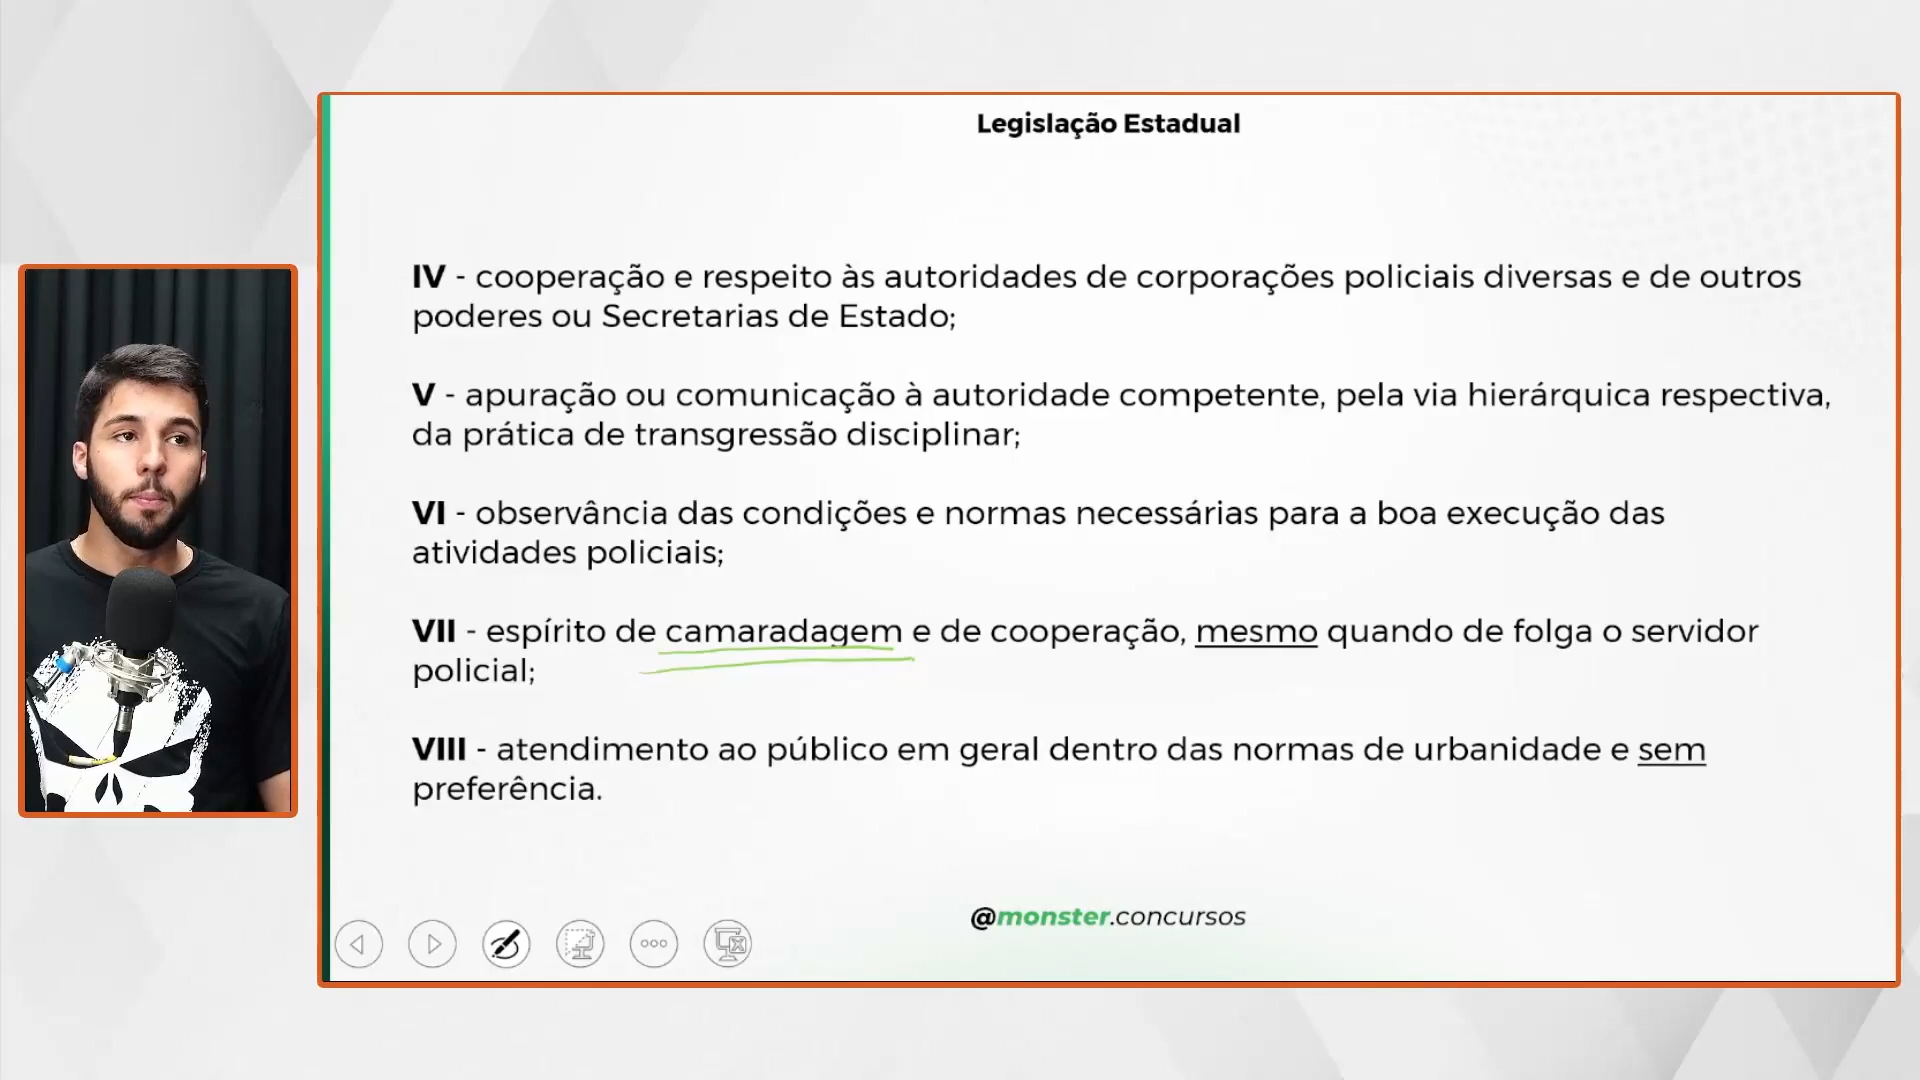 Legislação Estadual
IV - cooperação e respeito às autoridades de corporações policiais diversas e de outros
poderes ou Secretarias de Estado;
V - apuração ou comunicação à autoridade competente, pela via hierárquica respectiva,
da prática de transgressão disciplinar;
VI - observância das condições e normas necessárias para a boa execução das
atividades policiais;
VII - espírito de camaradagem e de cooperação, mesmo quando de folga o servidor
policial;
VIII - atendimento ao público em geral dentro das normas de urbanidade e sem
preferência.
@monster.concursos